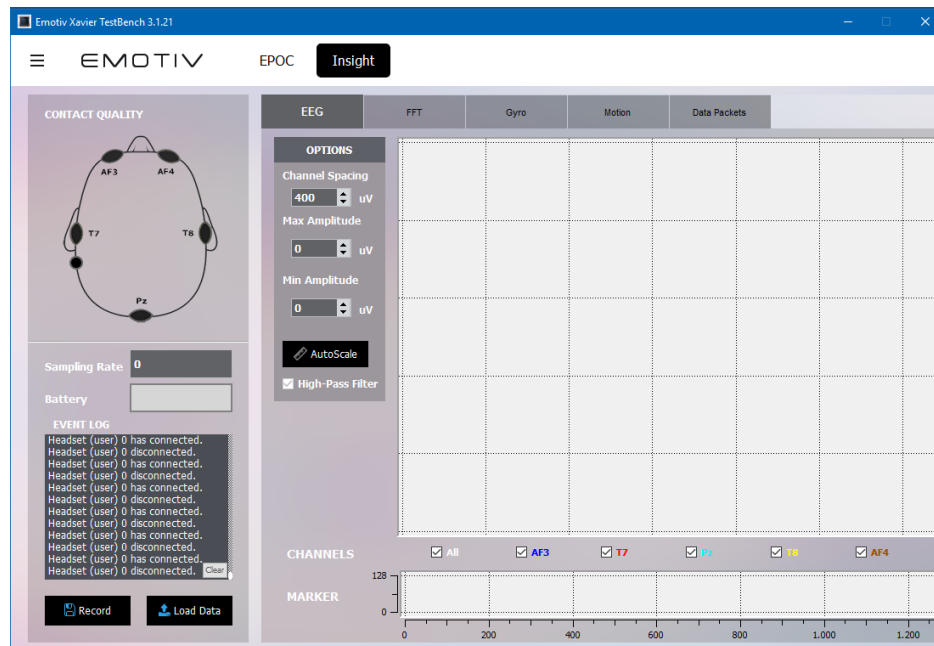 Emotiv Xavier TestBench 3.1.21
EMOTIV
EPOC
Insight
CONTACT QUALITY
AF3
AF4
T7
T8
Pz
Sampling Rate 0
Battery
EVENT LOG
Headset (user) 0 has connected.
Headset (user) 0 disconnected.
Headset (user) 0 has connected.
Headset (user) 0 disconnected.
Headset (user) 0 has connected.
Headset (user) 0 disconnected.
Headset (user) 0 has connected.
Headset (user) 0 disconnected.
Headset (user) 0 has connected.
Headset (user) 0 disconnected.
Headset (user) 0 has connected.
Headset (user) 0 disconnected.
Clear
Record
Load Data
EEG
FFT
Gyro
Motion
Data Packets
OPTIONS
Channel Spacing
400 uV
Max Amplitude
0 uV
Min Amplitude
0 uV
AutoScale
High-Pass Filter
CHANNELS
All
AF3
T7
Pz
T8
AF4
MARKER
128
0
0 200 400 600 800 1.000 1.200